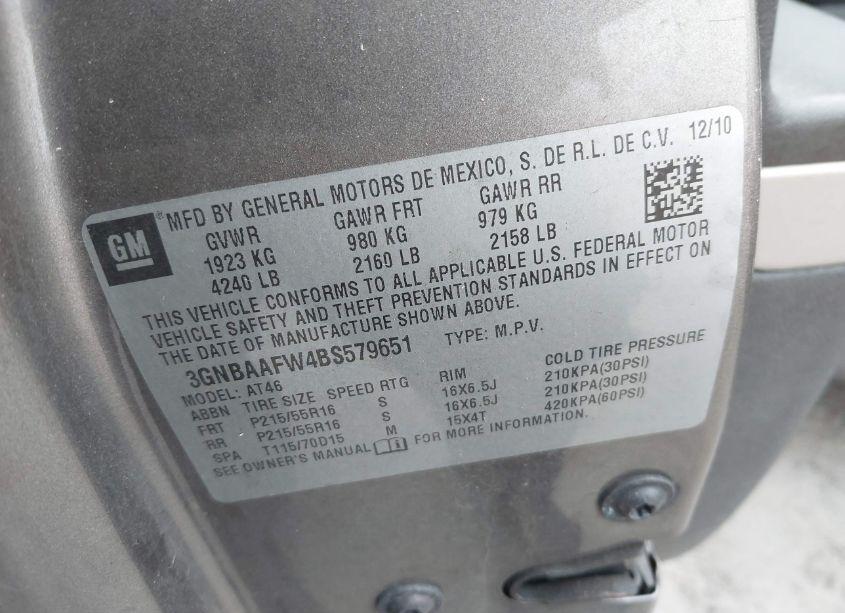 GM ® MFD BY GENERAL MOTORS DE MEXICO, S. DE R.L. DE C.V. 12/10
GVWR GAWR FRT GAWR RR
1923 KG 980 KG 979 KG
4240 LB 2160 LB 2158 LB
THIS VEHICLE CONFORMS TO ALL APPLICABLE U.S. FEDERAL MOTOR
VEHICLE SAFETY AND THEFT PREVENTION STANDARDS IN EFFECT ON
THE DATE OF MANUFACTURE SHOWN ABOVE.
3GNBAAFW4BS579651 TYPE: M.P.V.
MODEL: AT46
ABBN TIRE SIZE SPEED RTG RIM COLD TIRE PRESSURE
FRT P215/55R16 S 16X6.5J 210KPA(30PSI)
RR P215/55R16 S 16X6.5J 210KPA(30PSI)
SPA T115/70D15 M 15X4T 420KPA(60PSI)
SEE OWNER'S MANUAL FOR MORE INFORMATION.